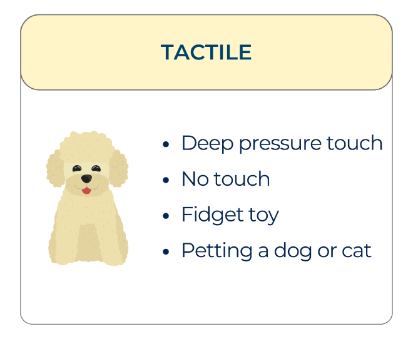 TACTILE
• Deep pressure touch
• No touch
• Fidget toy
• Petting a dog or cat